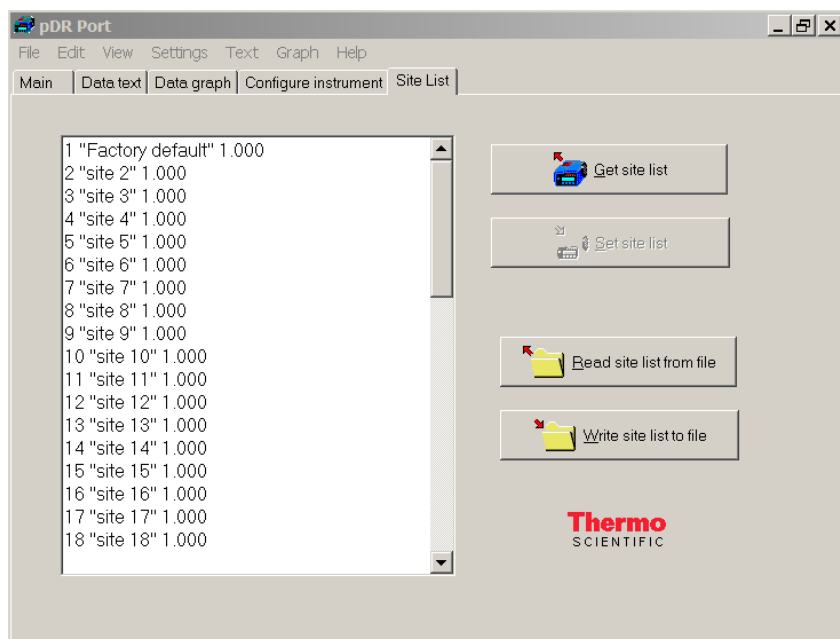 pDR Port
File Edit View Settings Text Graph Help
Main Data text Data graph Configure instrument Site List
1 "Factory default" 1.000
2 "site 2" 1.000
3 "site 3" 1.000
4 "site 4" 1.000
5 "site 5" 1.000
6 "site 6" 1.000
7 "site 7" 1.000
8 "site 8" 1.000
9 "site 9" 1.000
10 "site 10" 1.000
11 "site 11" 1.000
12 "site 12" 1.000
13 "site 13" 1.000
14 "site 14" 1.000
15 "site 15" 1.000
16 "site 16" 1.000
17 "site 17" 1.000
18 "site 18" 1.000
Get site list
Set site list
Read site list from file
Write site list to file
Thermo
SCIENTIFIC